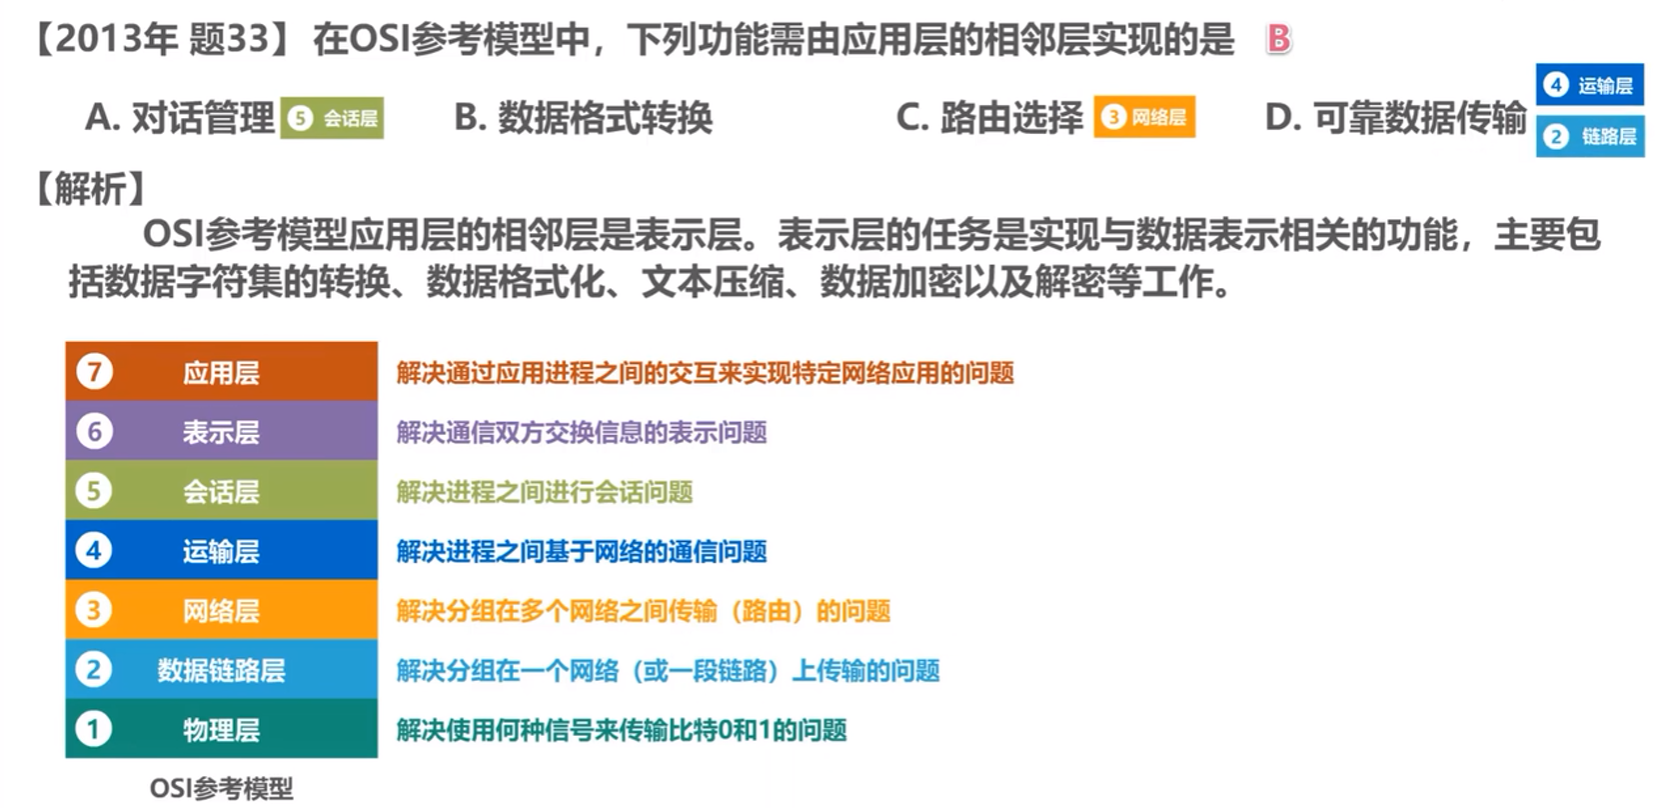 【2013年 题33】 在OSI参考模型中，下列功能需由应用层的相邻层实现的是 B
A. 对话管理 ⑤ 会话层 B. 数据格式转换 C. 路由选择 ③ 网络层 D. 可靠数据传输 ④ 运输层
② 链路层
【解析】
OSI参考模型应用层的相邻层是表示层。表示层的任务是实现与数据表示相关的功能，主要包
括数据字符集的转换、数据格式化、文本压缩、数据加密以及解密等工作。
⑦ 应用层 解决通过应用进程之间的交互来实现特定网络应用的问题
⑥ 表示层 解决通信双方交换信息的表示问题
⑤ 会话层 解决进程之间进行会话问题
④ 运输层 解决进程之间基于网络的通信问题
③ 网络层 解决分组在多个网络之间传输（路由）的问题
② 数据链路层 解决分组在一个网络（或一段链路）上传输的问题
① 物理层 解决使用何种信号来传输比特0和1的问题
OSI参考模型